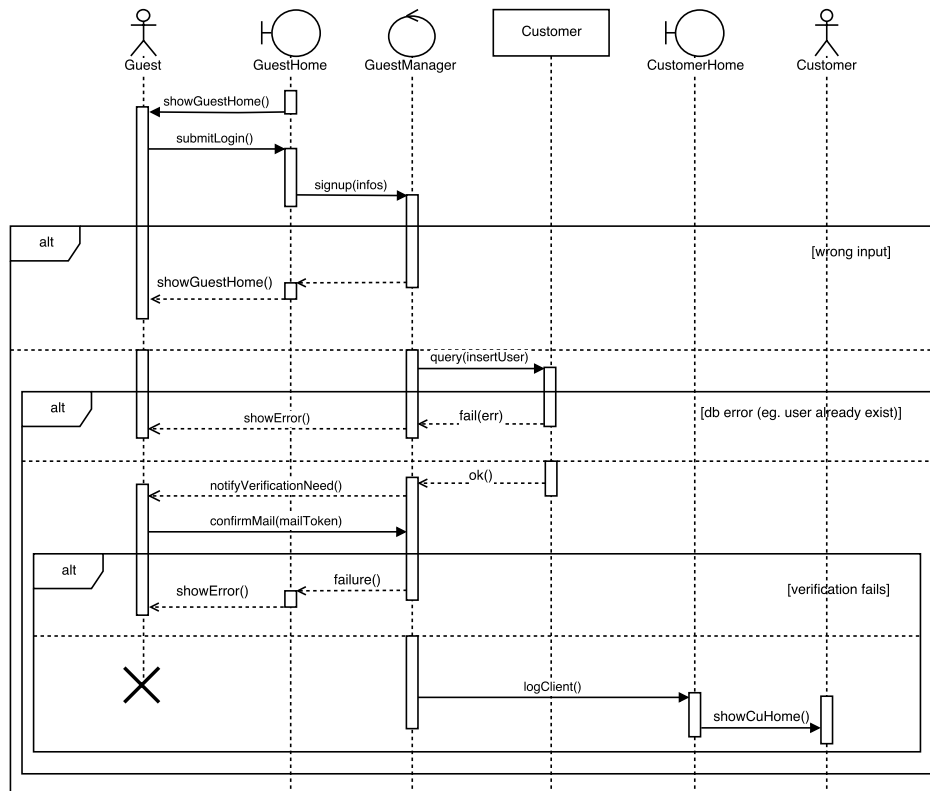 Customer
Guest
GuestHome
GuestManager
CustomerHome
Customer
showGuestHome()
submitLogin()
signup(infos)
alt
[wrong input]
showGuestHome()
query(insertUser)
alt
[db error (eg. user already exist)]
showError()
fail(err)
ok()
notifyVerificationNeed()
confirmMail(mailToken)
alt
failure()
[verification fails]
showError()
logClient()
showCuHome()